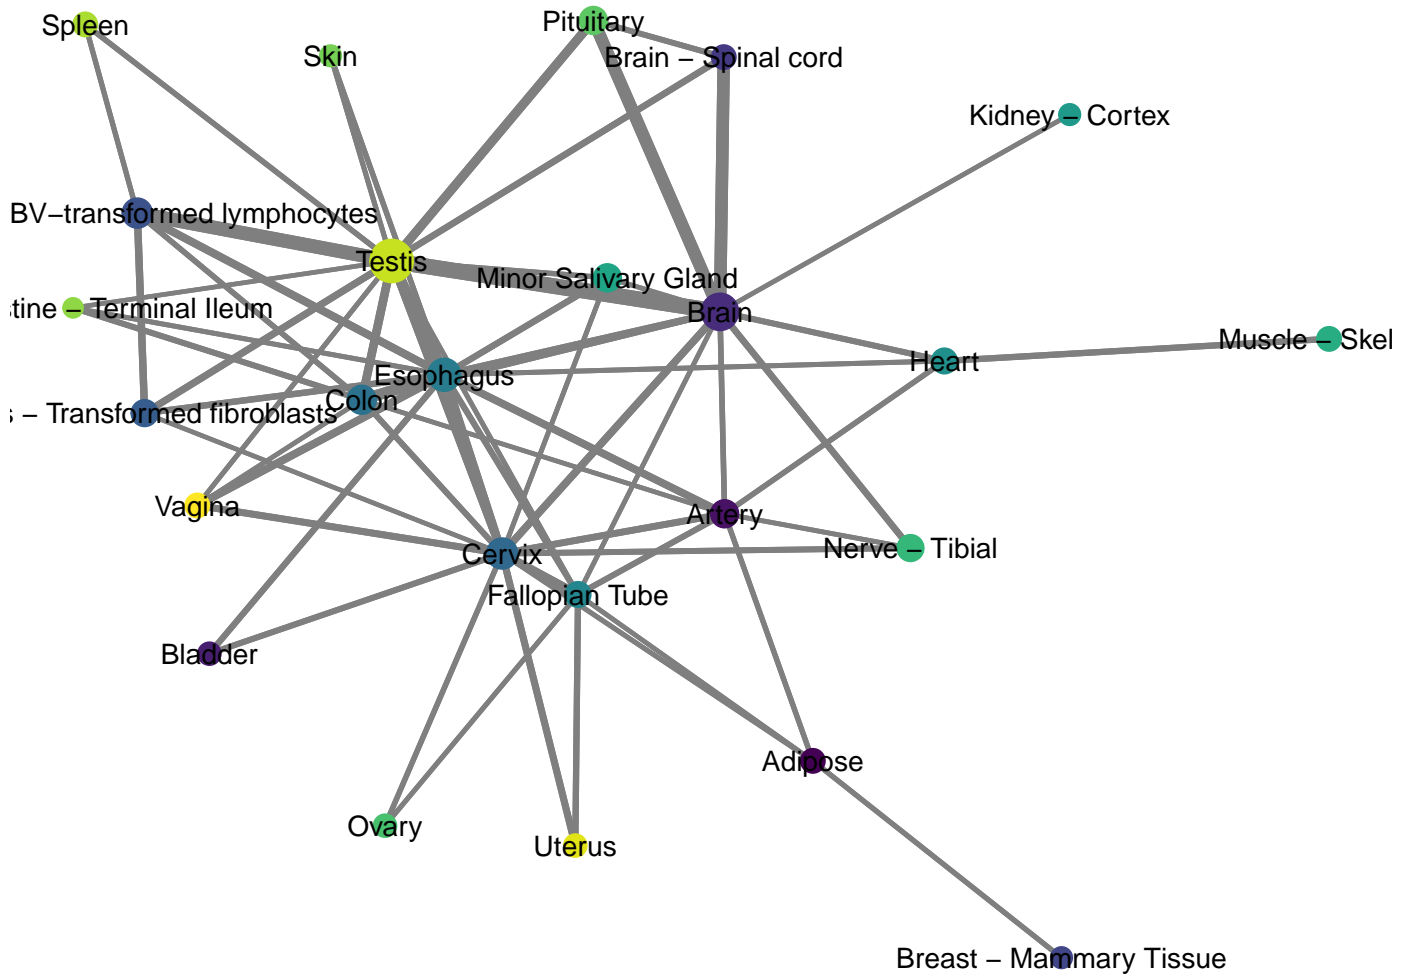 Spleen
Pituitary
Skin
Brain – Spinal cord
Kidney – Cortex
BV–transformed lymphocytes
Testis
Minor Salivary Gland
stine – Terminal Ileum
Brain
Muscle – Skel
Heart
Esophagus
Colon
s – Transformed fibroblasts
Vagina
Artery
Nerve – Tibial
Cervix
Fallopian Tube
Bladder
Adipose
Ovary
Uterus
Breast – Mammary Tissue